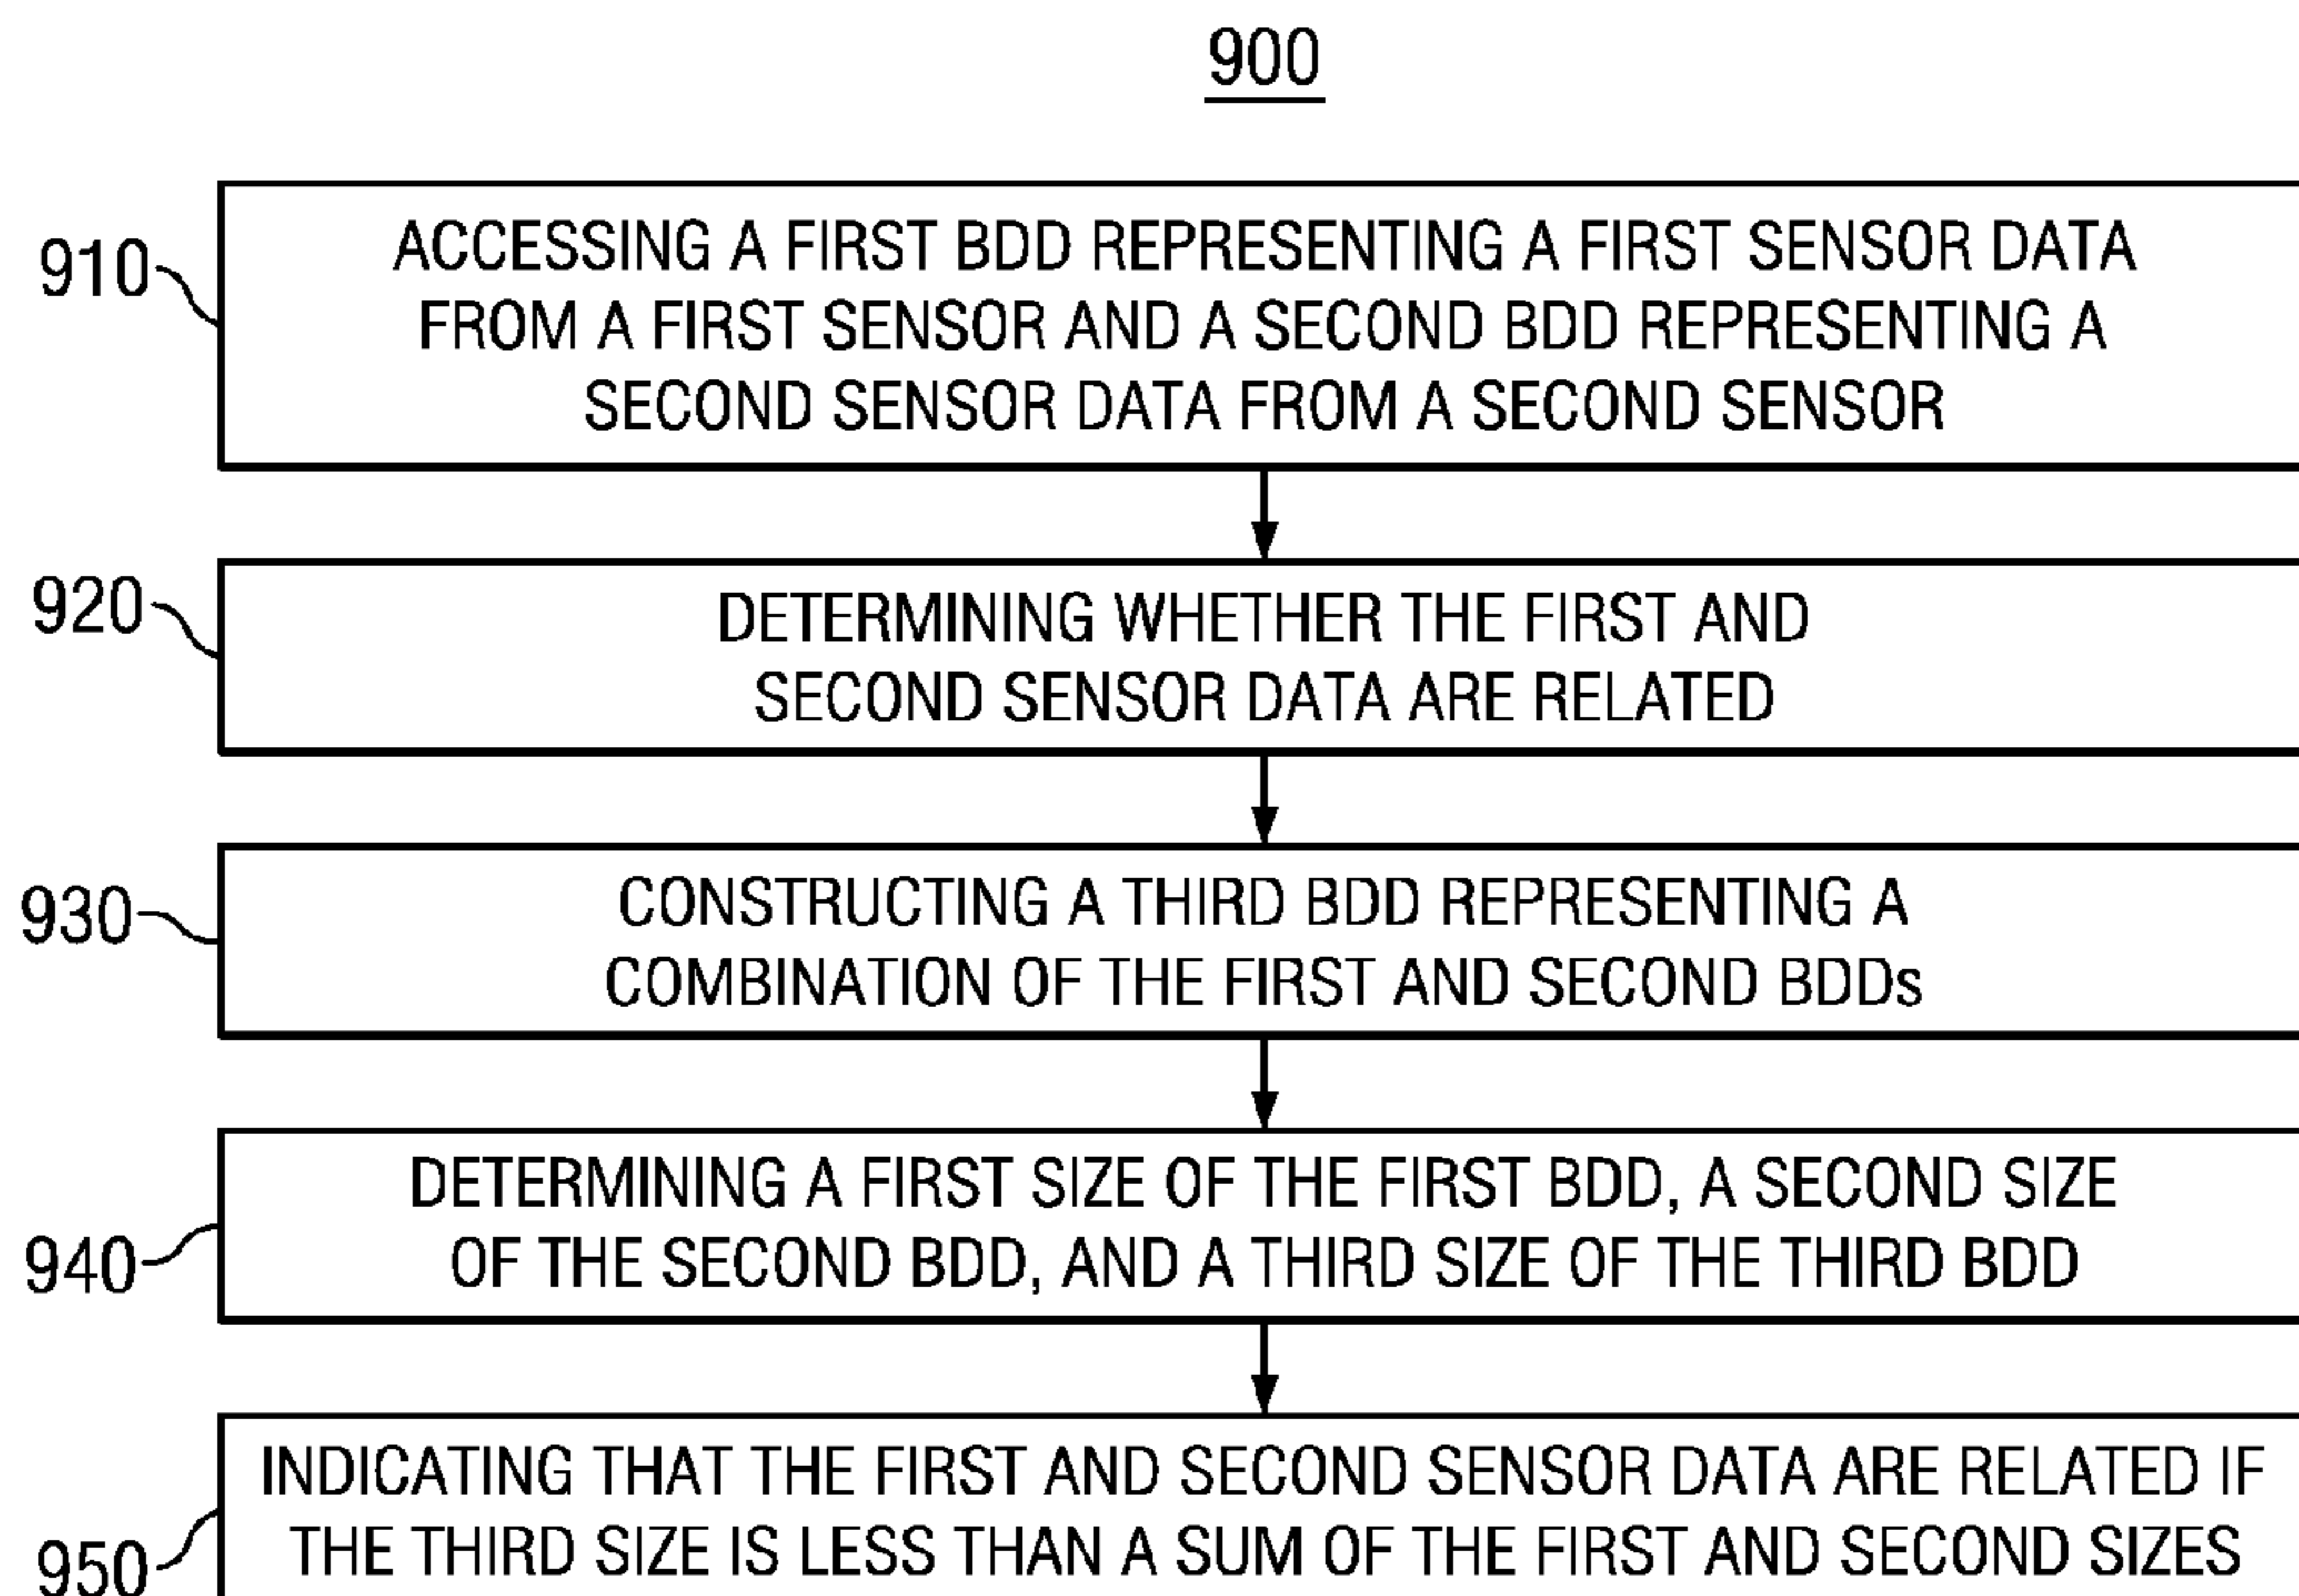 900
910
ACCESSING A FIRST BDD REPRESENTING A FIRST SENSOR DATA
FROM A FIRST SENSOR AND A SECOND BDD REPRESENTING A
SECOND SENSOR DATA FROM A SECOND SENSOR
920
DETERMINING WHETHER THE FIRST AND
SECOND SENSOR DATA ARE RELATED
930
CONSTRUCTING A THIRD BDD REPRESENTING A
COMBINATION OF THE FIRST AND SECOND BDDs
940
DETERMINING A FIRST SIZE OF THE FIRST BDD, A SECOND SIZE
OF THE SECOND BDD, AND A THIRD SIZE OF THE THIRD BDD
950
INDICATING THAT THE FIRST AND SECOND SENSOR DATA ARE RELATED IF
THE THIRD SIZE IS LESS THAN A SUM OF THE FIRST AND SECOND SIZES